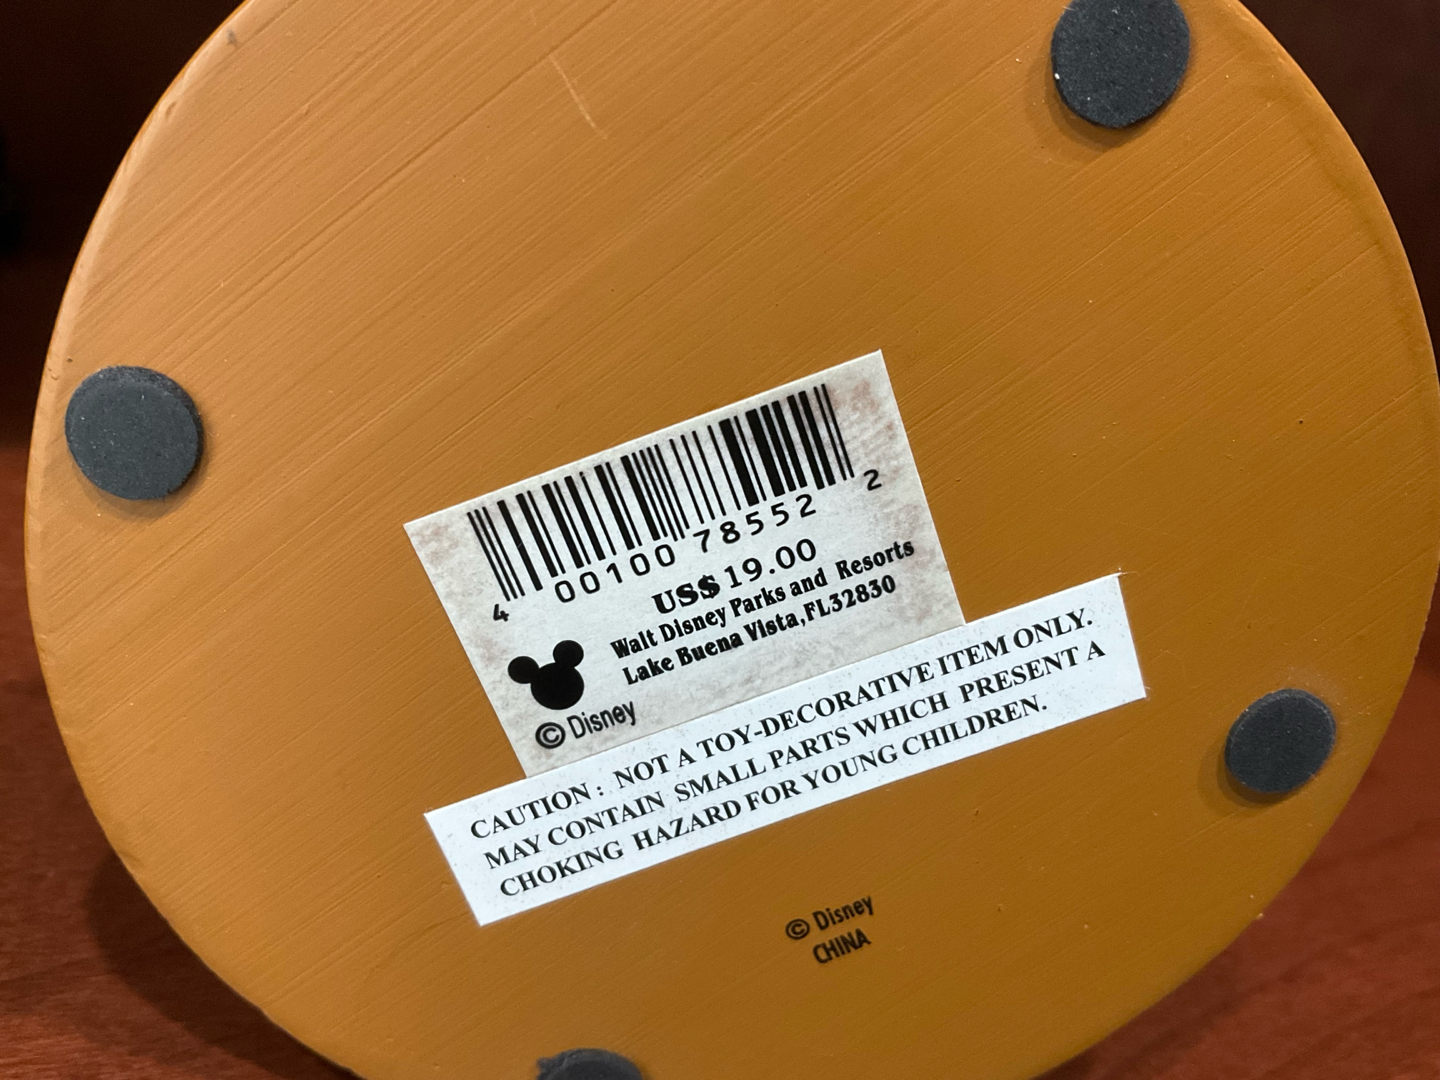 4 00100 78552 2
US$ 19.00
Walt Disney Parks and Resorts
Lake Buena Vista,FL32830
© Disney
CAUTION : NOT A TOY-DECORATIVE ITEM ONLY.
MAY CONTAIN SMALL PARTS WHICH PRESENT A
CHOKING HAZARD FOR YOUNG CHILDREN.
© Disney
CHINA